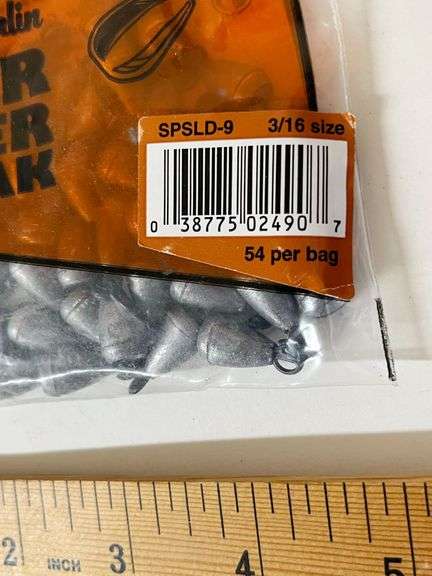 SPSLD-9 3/16 size
0 38775 02490 7
54 per bag
2 INCH 3 4 5